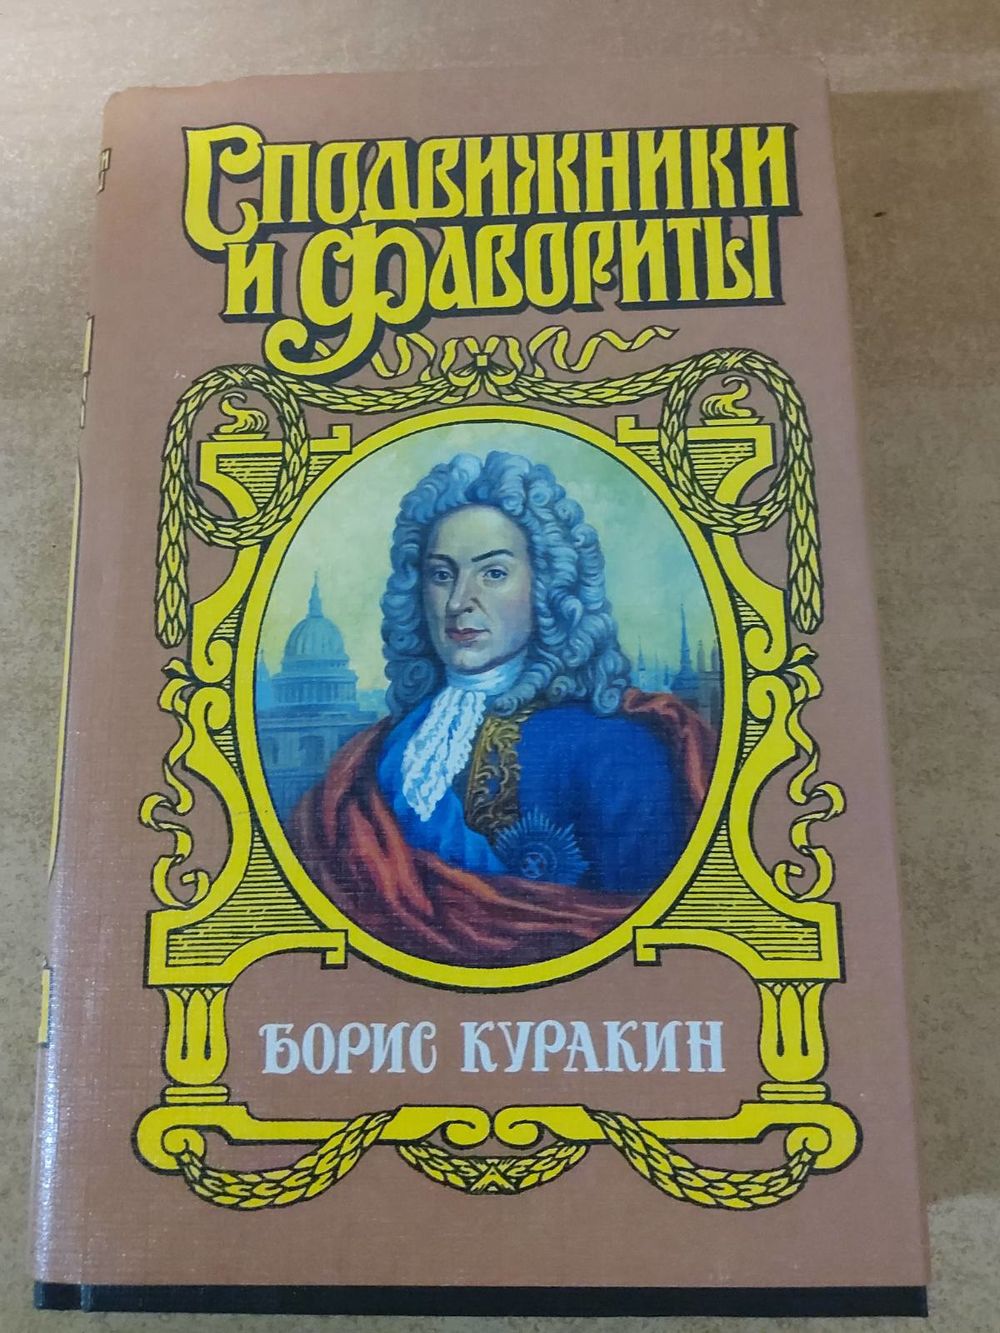 Сподвижники
и фавориты
БОРИС КУРАКИН